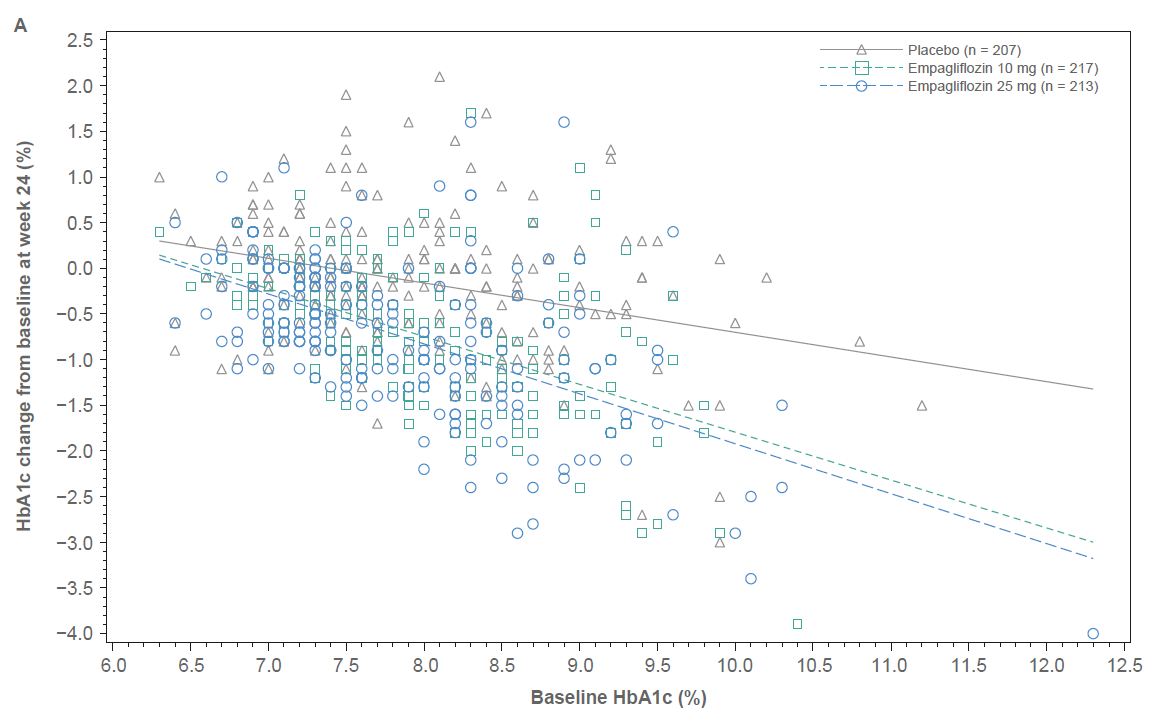 A
HbA1c change from baseline at week 24 (%)
2.5
2.0
1.5
1.0
0.5
0.0
−0.5
−1.0
−1.5
−2.0
−2.5
−3.0
−3.5
−4.0
Placebo (n = 207)
Empagliflozin 10 mg (n = 217)
Empagliflozin 25 mg (n = 213)
6.0 6.5 7.0 7.5 8.0 8.5 9.0 9.5 10.0 10.5 11.0 11.5 12.0 12.5
Baseline HbA1c (%)